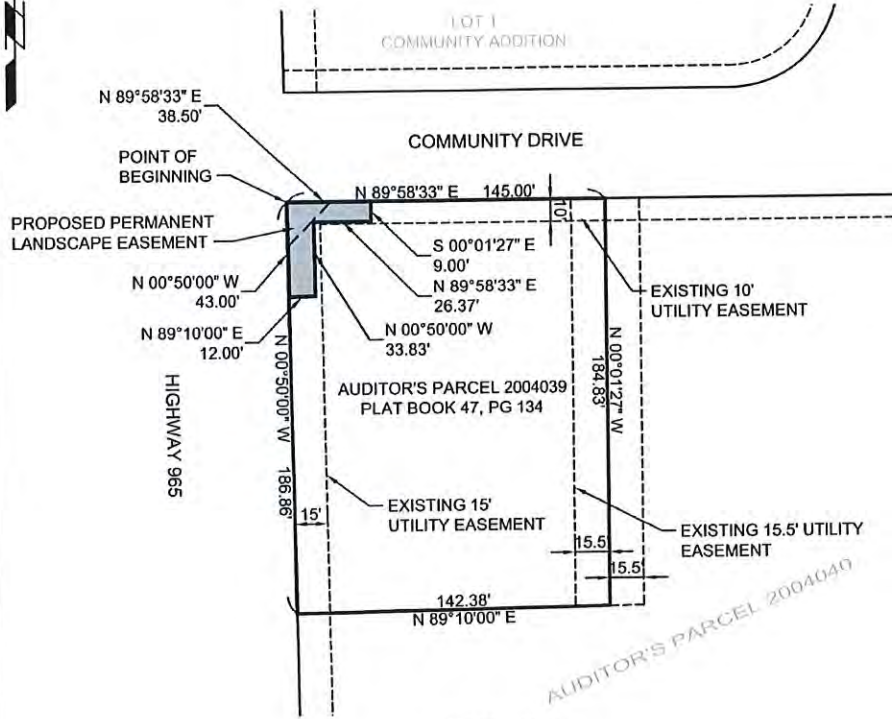 LOT 1
COMMUNITY ADDITION
N 89°58'33" E
38.50'
COMMUNITY DRIVE
POINT OF
BEGINNING
N 89°58'33" E 145.00'
10'
PROPOSED PERMANENT
LANDSCAPE EASEMENT
S 00°01'27" E
9.00'
N 89°58'33" E
26.37'
N 00°50'00" W
43.00'
EXISTING 10'
UTILITY EASEMENT
N 89°10'00" E
12.00'
N 00°50'00" W
33.83'
N 00°50'00" W 186.86'
N 00°01'27" W
184.83'
AUDITOR'S PARCEL 2004039
PLAT BOOK 47, PG 134
HIGHWAY 965
15'
EXISTING 15'
UTILITY EASEMENT
EXISTING 15.5' UTILITY
EASEMENT
15.5'
15.5'
142.38'
N 89°10'00" E
AUDITOR'S PARCEL 2004040